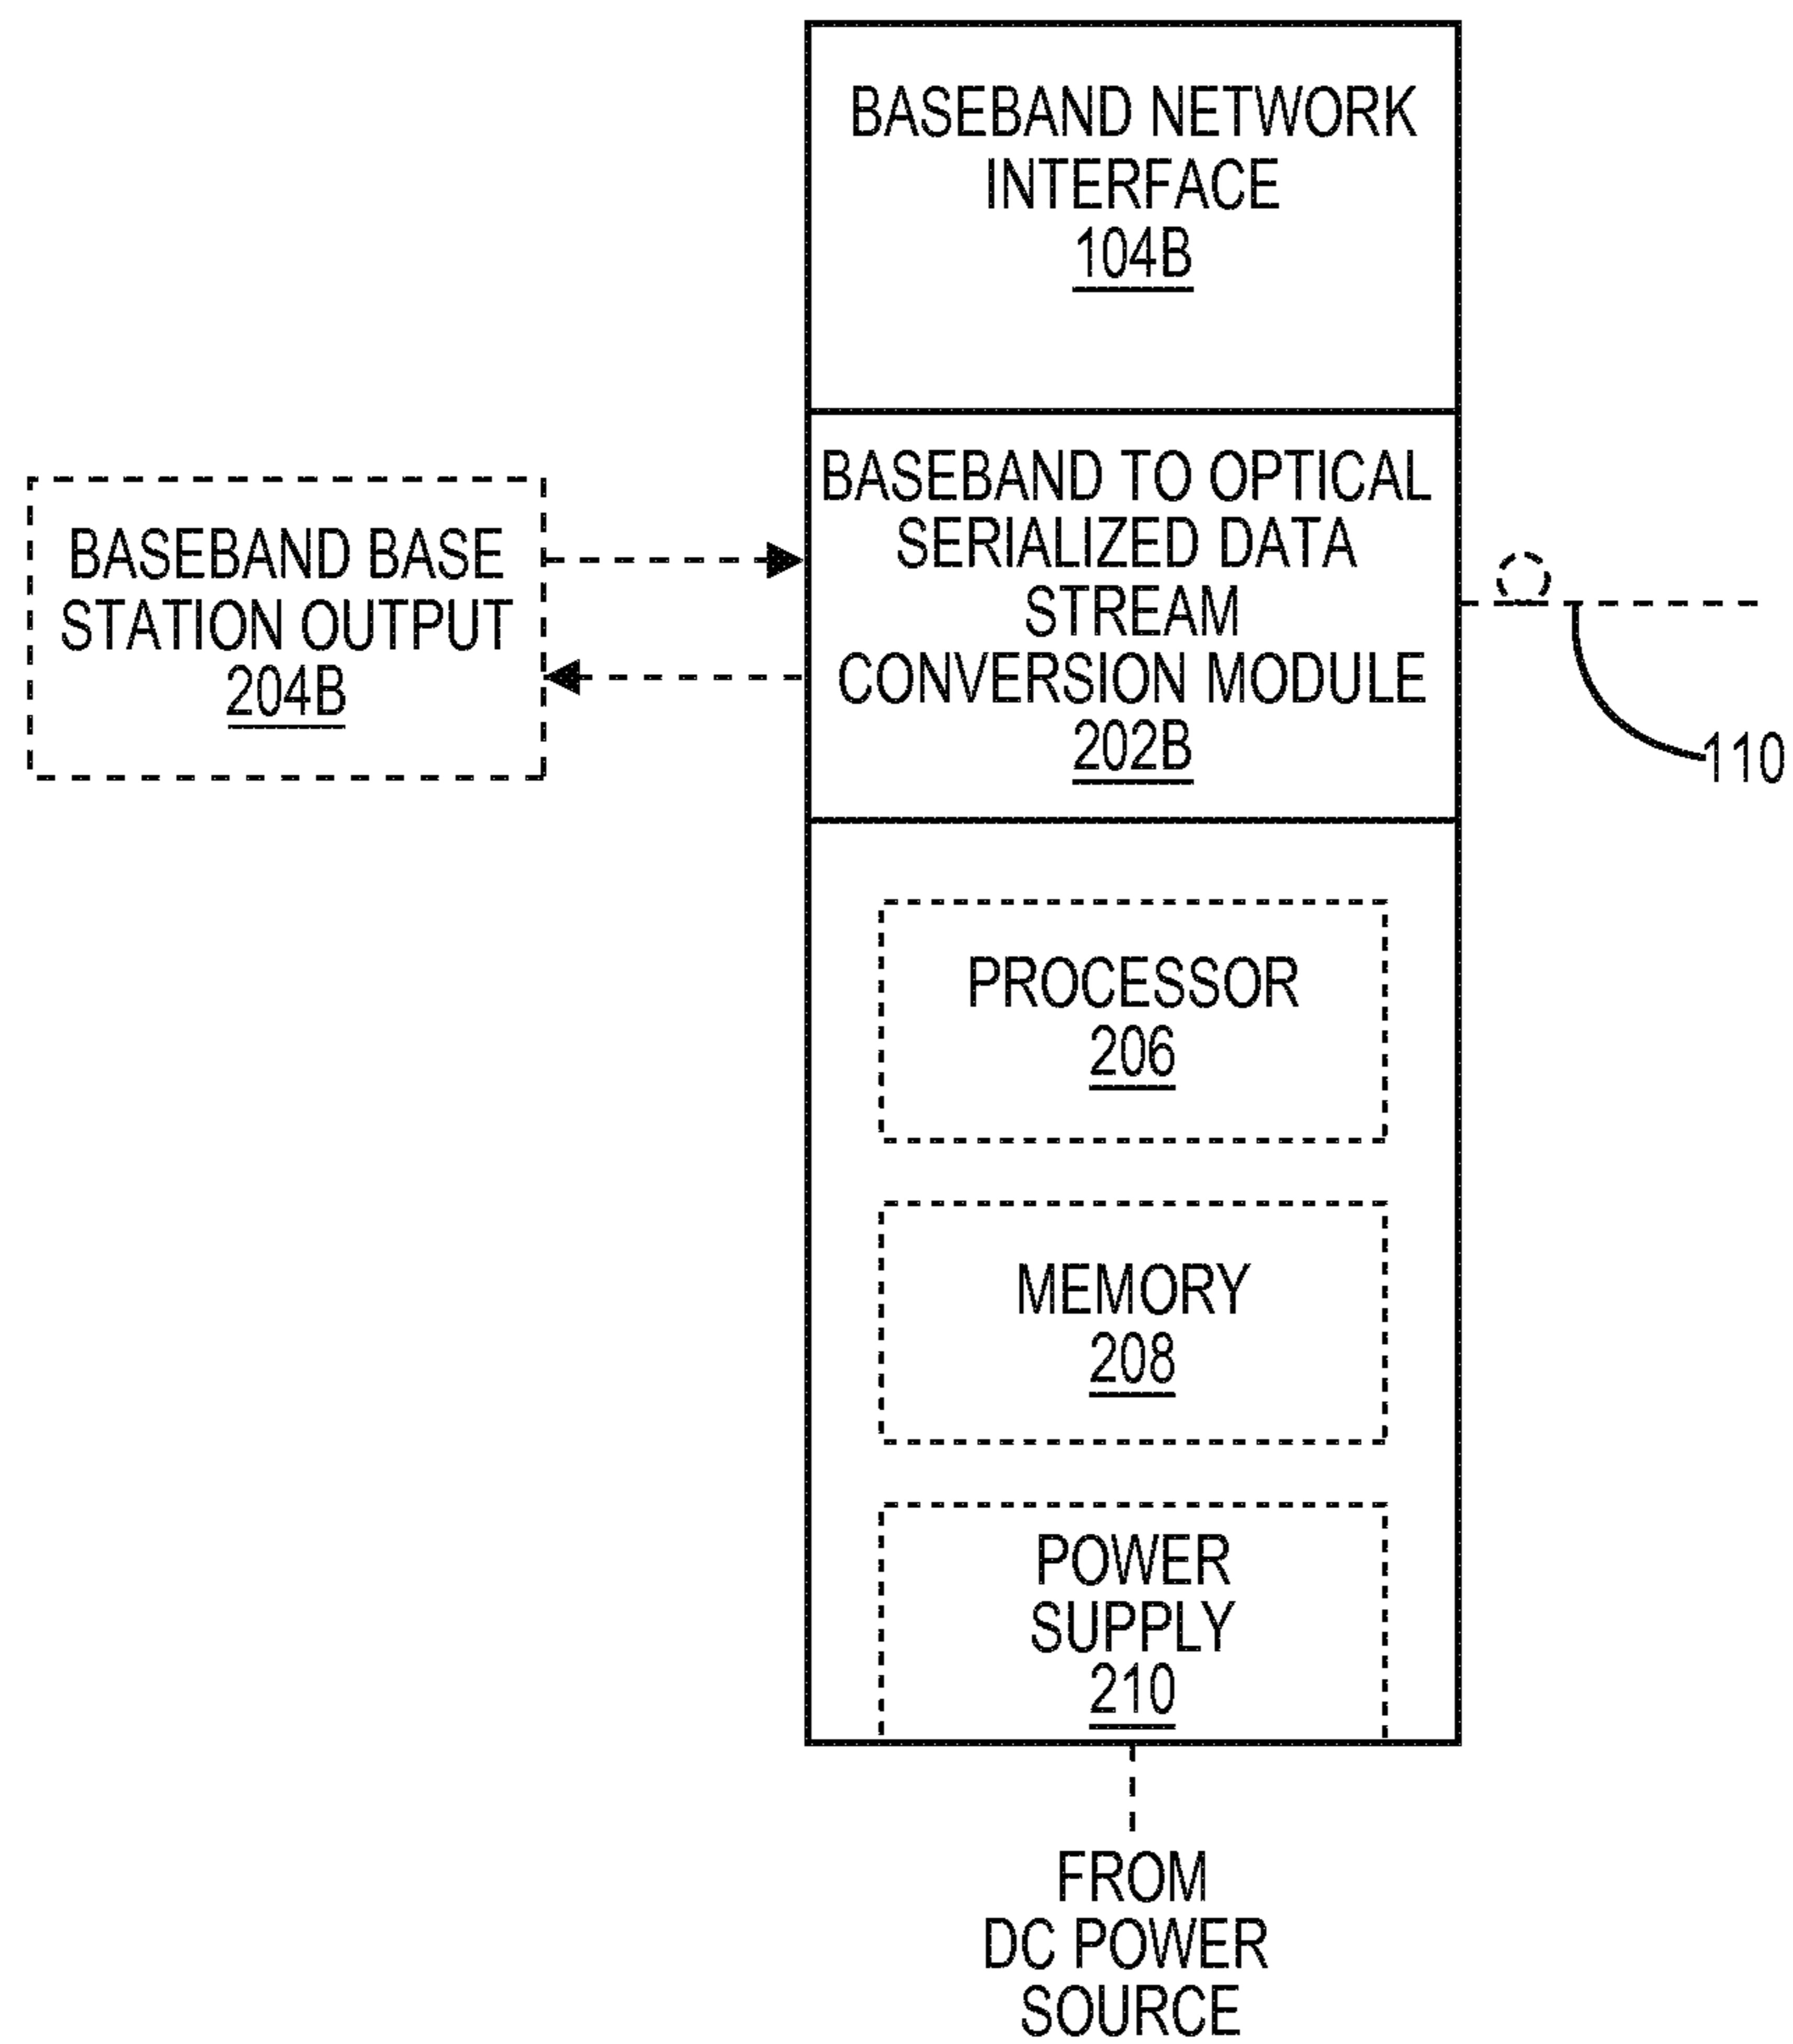 BASEBAND NETWORK
INTERFACE
104B
BASEBAND TO OPTICAL
SERIALIZED DATA
STREAM
CONVERSION MODULE
202B
BASEBAND BASE
STATION OUTPUT
204B
110
PROCESSOR
206
MEMORY
208
POWER
SUPPLY
210
FROM
DC POWER
SOURCE